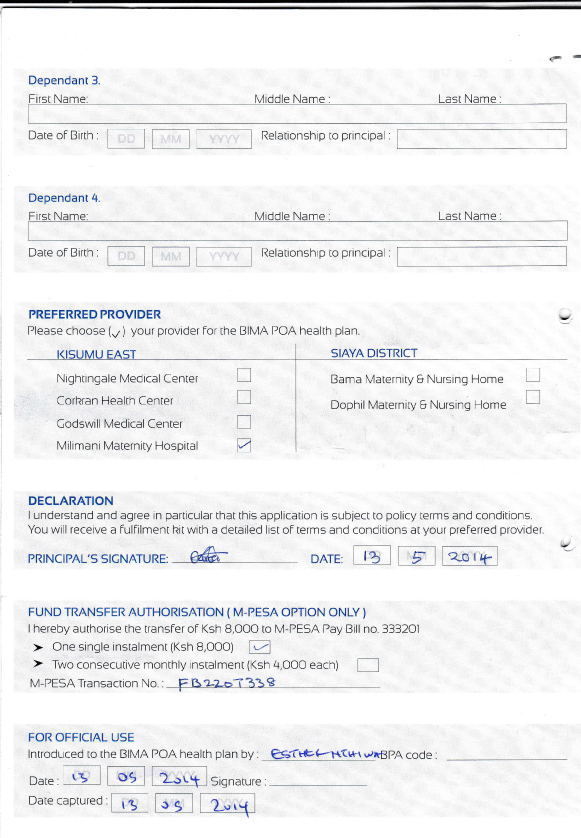 Dependant 3.
First Name: Middle Name : Last Name :
Date of Birth : DD MM YYYY Relationship to principal :
Dependant 4.
First Name: Middle Name : Last Name :
Date of Birth : DD MM YYYY Relationship to principal :
PREFERRED PROVIDER
Please choose (✓) your provider for the BIMA POA health plan.
KISUMU EAST SIAYA DISTRICT
Nightingale Medical Center Bama Maternity & Nursing Home
Corkran Health Center Dophil Maternity & Nursing Home
Godswill Medical Center
Milimani Maternity Hospital ✓
DECLARATION
I understand and agree in particular that this application is subject to policy terms and conditions.
You will receive a fulfilment kit with a detailed list of terms and conditions at your preferred provider.
PRINCIPAL'S SIGNATURE: DATE: 13 5 2014
FUND TRANSFER AUTHORISATION ( M-PESA OPTION ONLY )
I hereby authorise the transfer of Ksh 8,000 to M-PESA Pay Bill no. 333201
➤ One single instalment (Ksh 8,000) ✓
➤ Two consecutive monthly instalment (Ksh 4,000 each)
M-PESA Transaction No. : FB22OT338
FOR OFFICIAL USE
Introduced to the BIMA POA health plan by : ESTHER BPA code :
Date : 13 05 2014 Signature :
Date captured : 13 05 2014